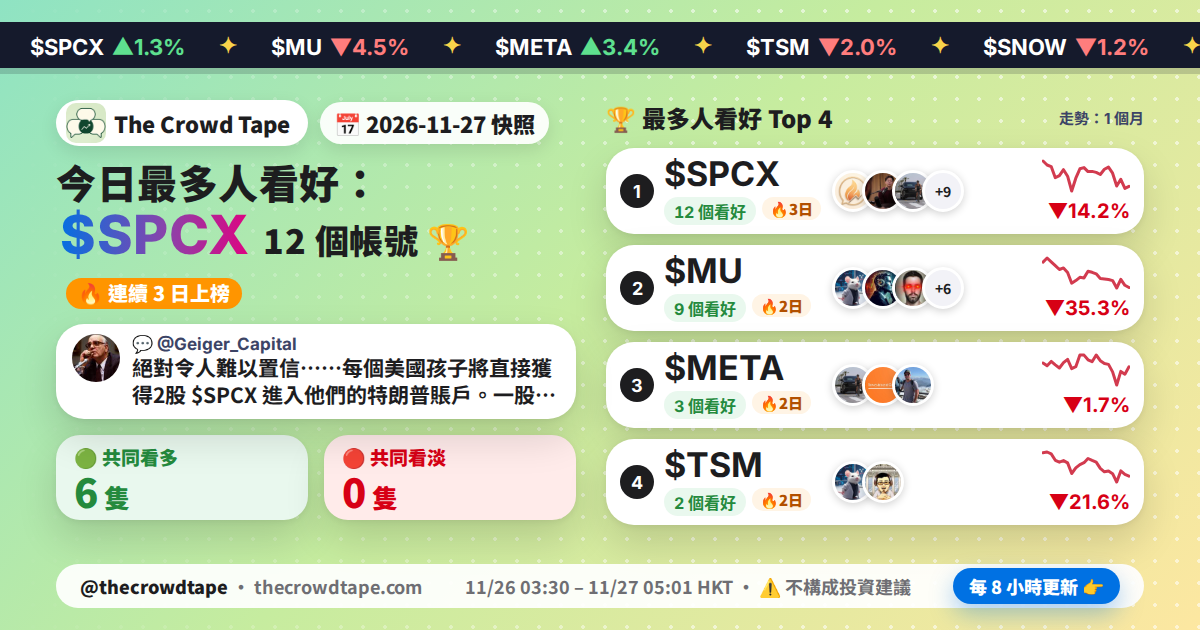 $SPCX ▲1.3% ✦ $MU ▼4.5% ✦ $META ▲3.4% ✦ $TSM ▼2.0% ✦ $SNOW ▼1.2% ✦
The Crowd Tape
📅 2026-11-27 快照
今日最多人看好：
$SPCX 12 個帳號 🏆
🔥 連續 3 日上榜
💬 @Geiger_Capital
絕對令人難以置信⋯⋯每個美國孩子將直接獲
得2股 $SPCX 進入他們的特朗普賬戶。一股⋯
🟢 共同看多
6 隻
🔴 共同看淡
0 隻
🏆 最多人看好 Top 4
走勢：1 個月
1
$SPCX
12 個看好
🔥3日
+9
▼14.2%
2
$MU
9 個看好
🔥2日
+6
▼35.3%
3
$META
3 個看好
🔥2日
▼1.7%
4
$TSM
2 個看好
🔥2日
▼21.6%
@thecrowdtape · thecrowdtape.com
11/26 03:30 – 11/27 05:01 HKT · ⚠️ 不構成投資建議
每 8 小時更新 👉